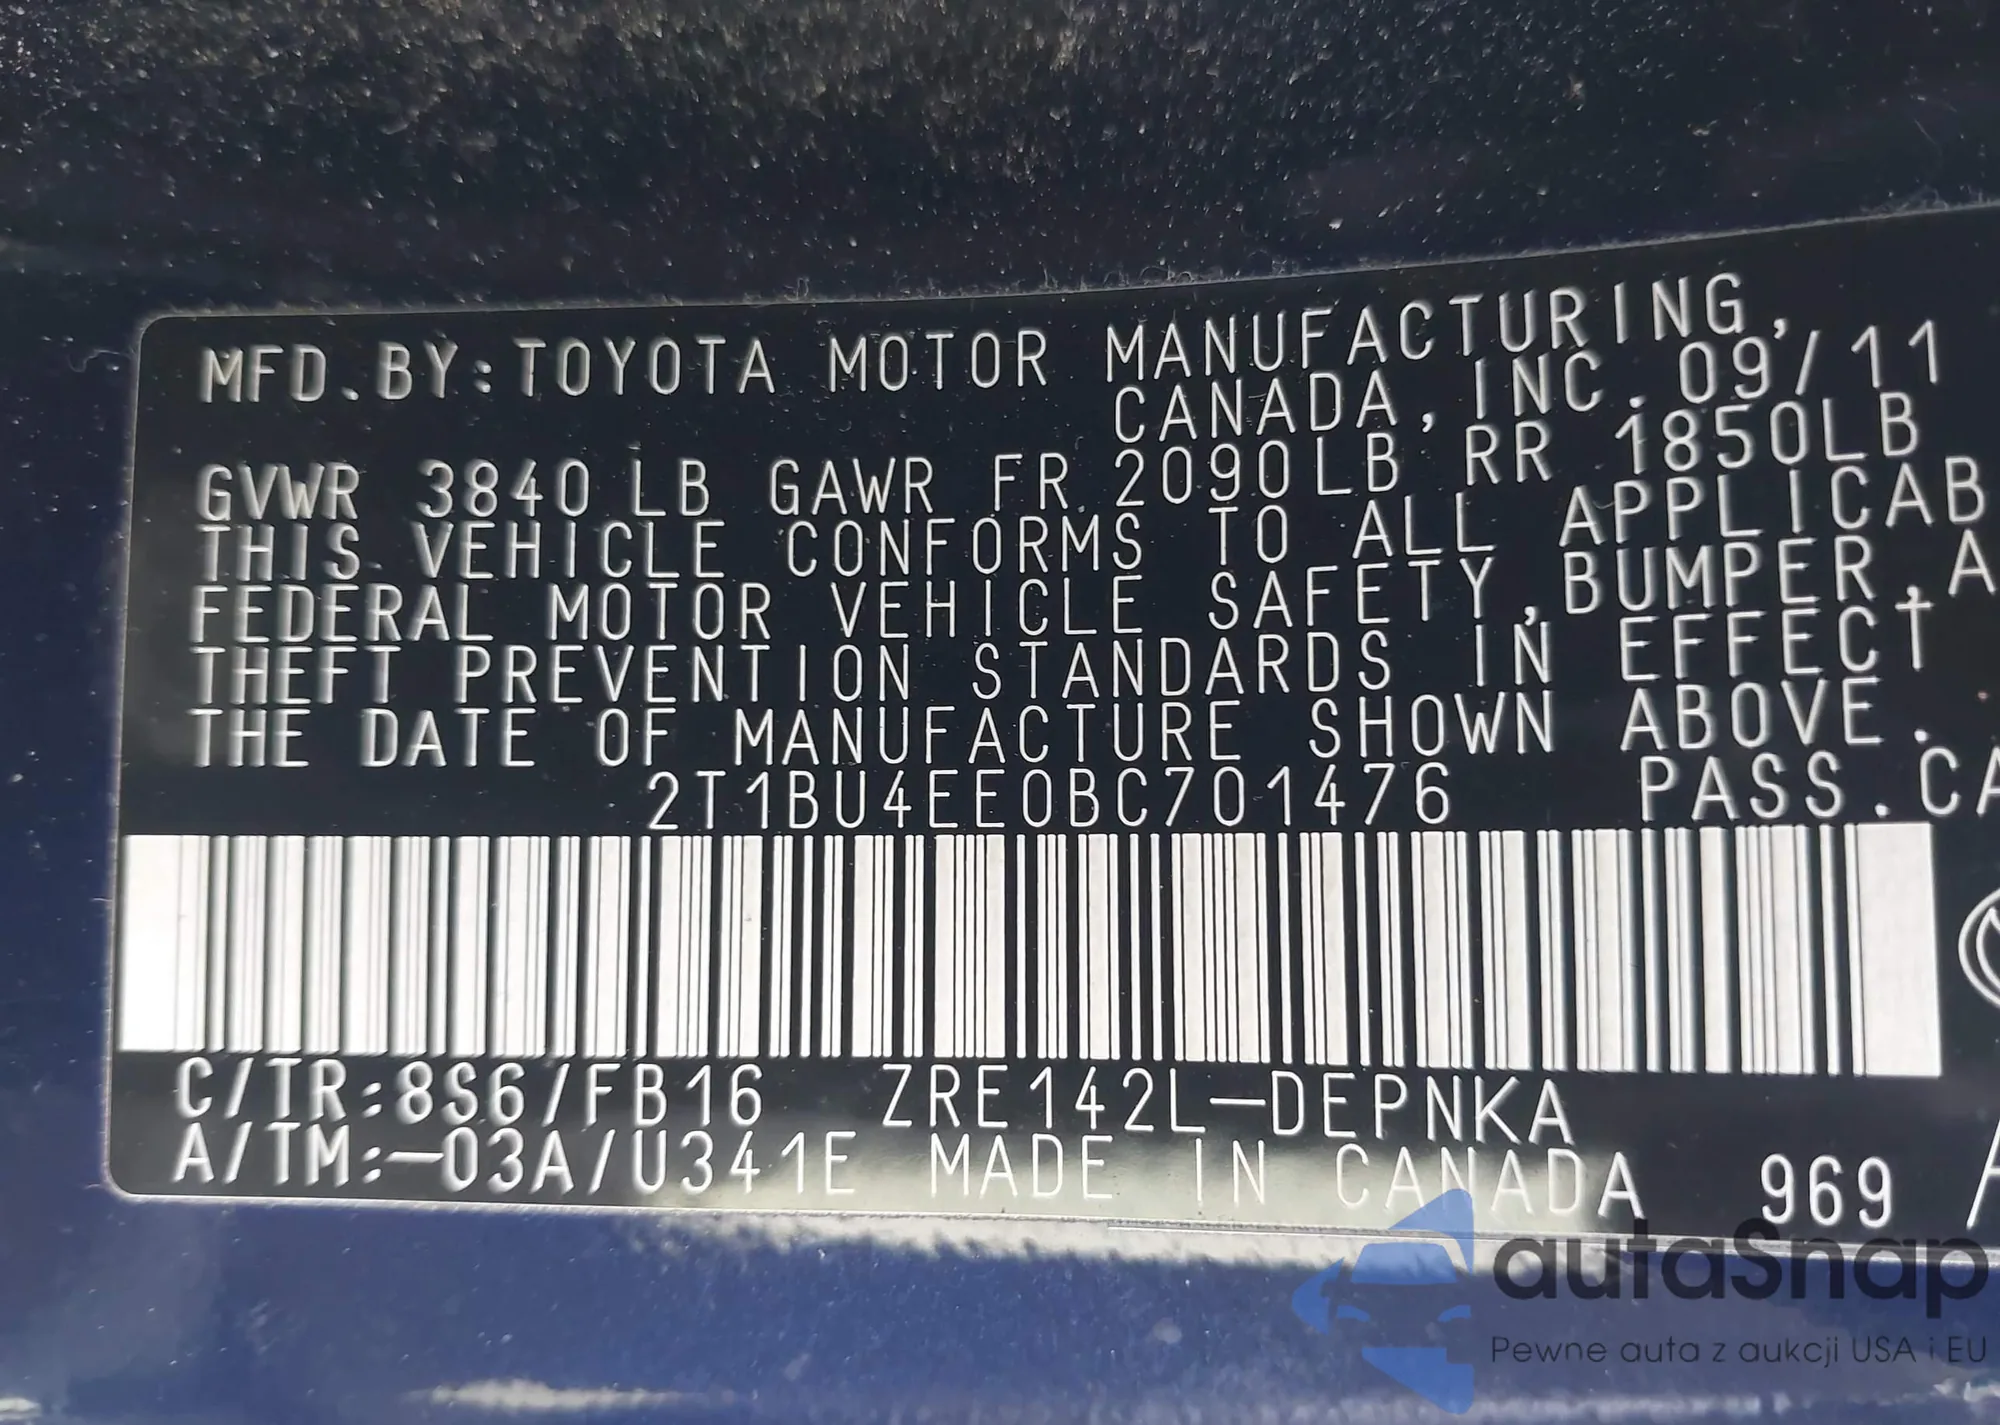 MFD.BY:TOYOTA MOTOR MANUFACTURING,
CANADA, INC. 09/11
GVWR 3840LB GAWR FR 2090LB RR 1850LB
THIS VEHICLE CONFORMS TO ALL APPLICAB
FEDERAL MOTOR VEHICLE SAFETY, BUMPER, A
THEFT PREVENTION STANDARDS IN EFFECT
THE DATE OF MANUFACTURE SHOWN ABOVE.
2T1BU4EE0BC701476 PASS.CA
C/TR:8S6/FB16 ZRE142L-DEPNKA
A/TM:-03A/U341E MADE IN CANADA 969
autaSnap
Pewne auta z aukcji USA i EU